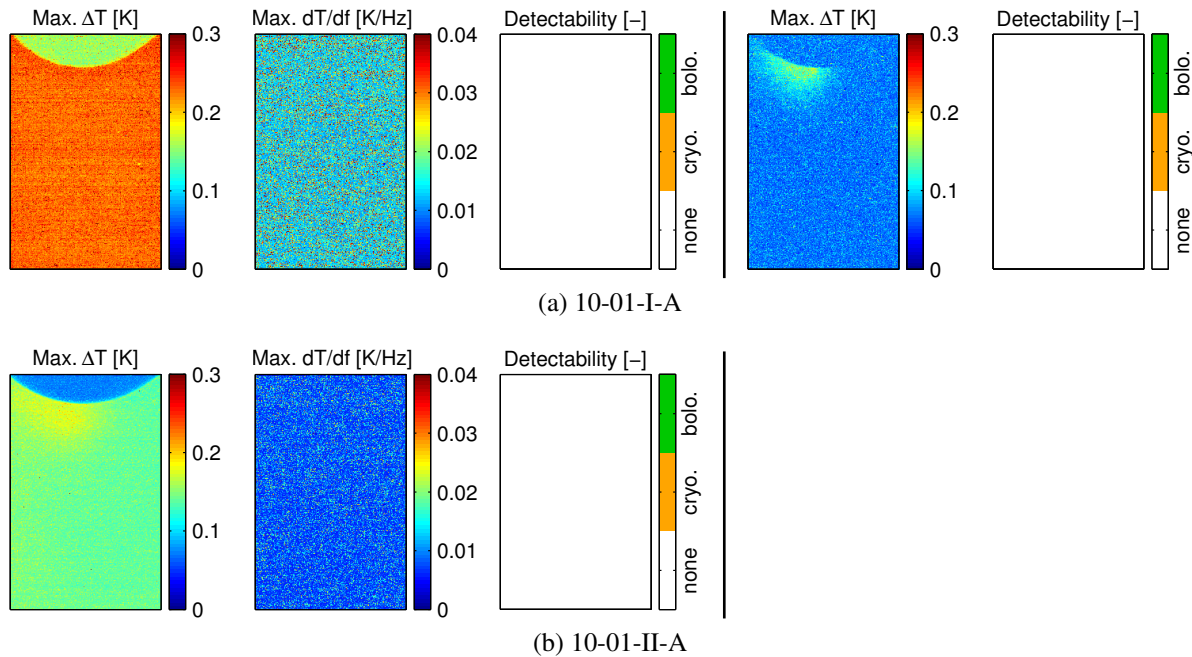 Max. ΔT [K] Max. dT/df [K/Hz] Detectability [–] Max. ΔT [K] Detectability [–]
0.3 0.04 bolo. 0.3 bolo.
0.2 0.03 0.2
0.02 cryo. cryo.
0.1 0.01 0.1
none none
0 0 0
(a) 10-01-I-A
Max. ΔT [K] Max. dT/df [K/Hz] Detectability [–]
0.3 0.04 bolo.
0.2 0.03
0.02 cryo.
0.1 0.01
none
0 0
(b) 10-01-II-A